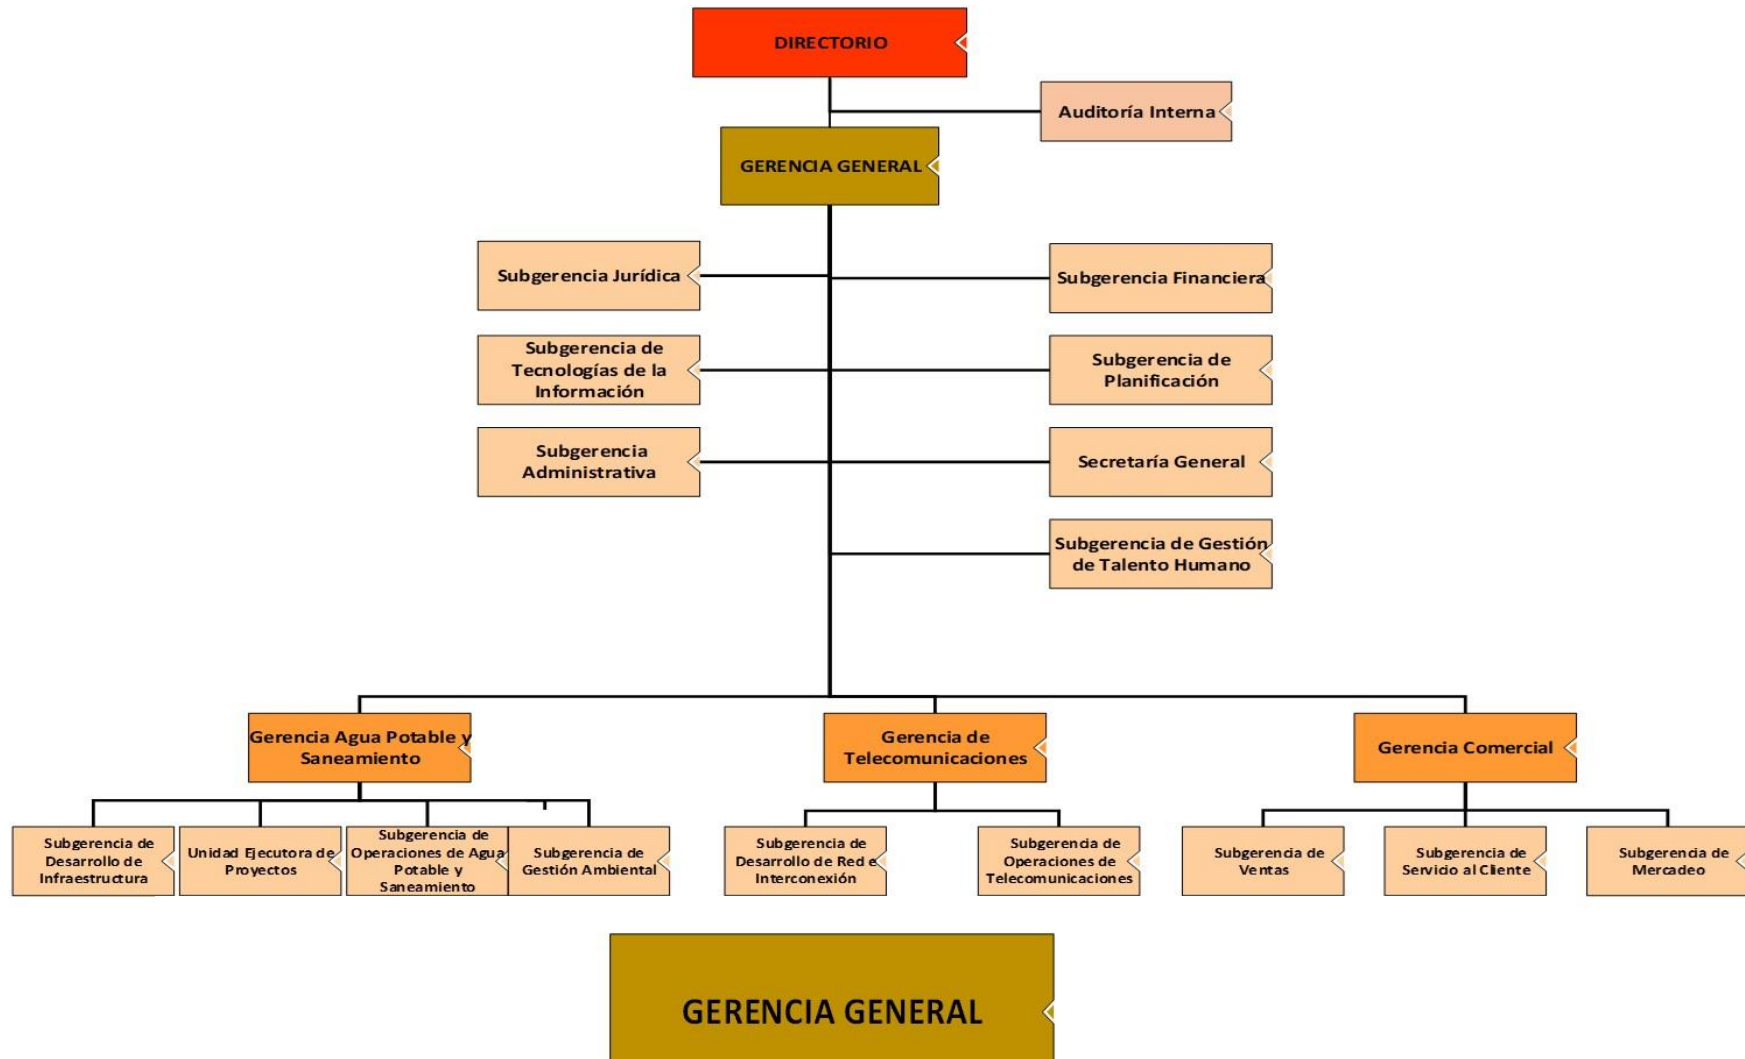 DIRECTORIO
Auditoría Interna
GERENCIA GENERAL
Subgerencia Jurídica
Subgerencia Financiera
Subgerencia de
Tecnologías de la
Información
Subgerencia de
Planificación
Subgerencia
Administrativa
Secretaría General
Subgerencia de Gestión
de Talento Humano
Gerencia Agua Potable y
Saneamiento
Gerencia de
Telecomunicaciones
Gerencia Comercial
Subgerencia de
Desarrollo de
Infraestructura
Unidad Ejecutora de
Proyectos
Subgerencia de
Operaciones de Agua
Potable y
Saneamiento
Subgerencia de
Gestión Ambiental
Subgerencia de
Desarrollo de Red e
Interconexión
Subgerencia de
Operaciones de
Telecomunicaciones
Subgerencia de
Ventas
Subgerencia de
Servicio al Cliente
Subgerencia de
Mercadeo
GERENCIA GENERAL